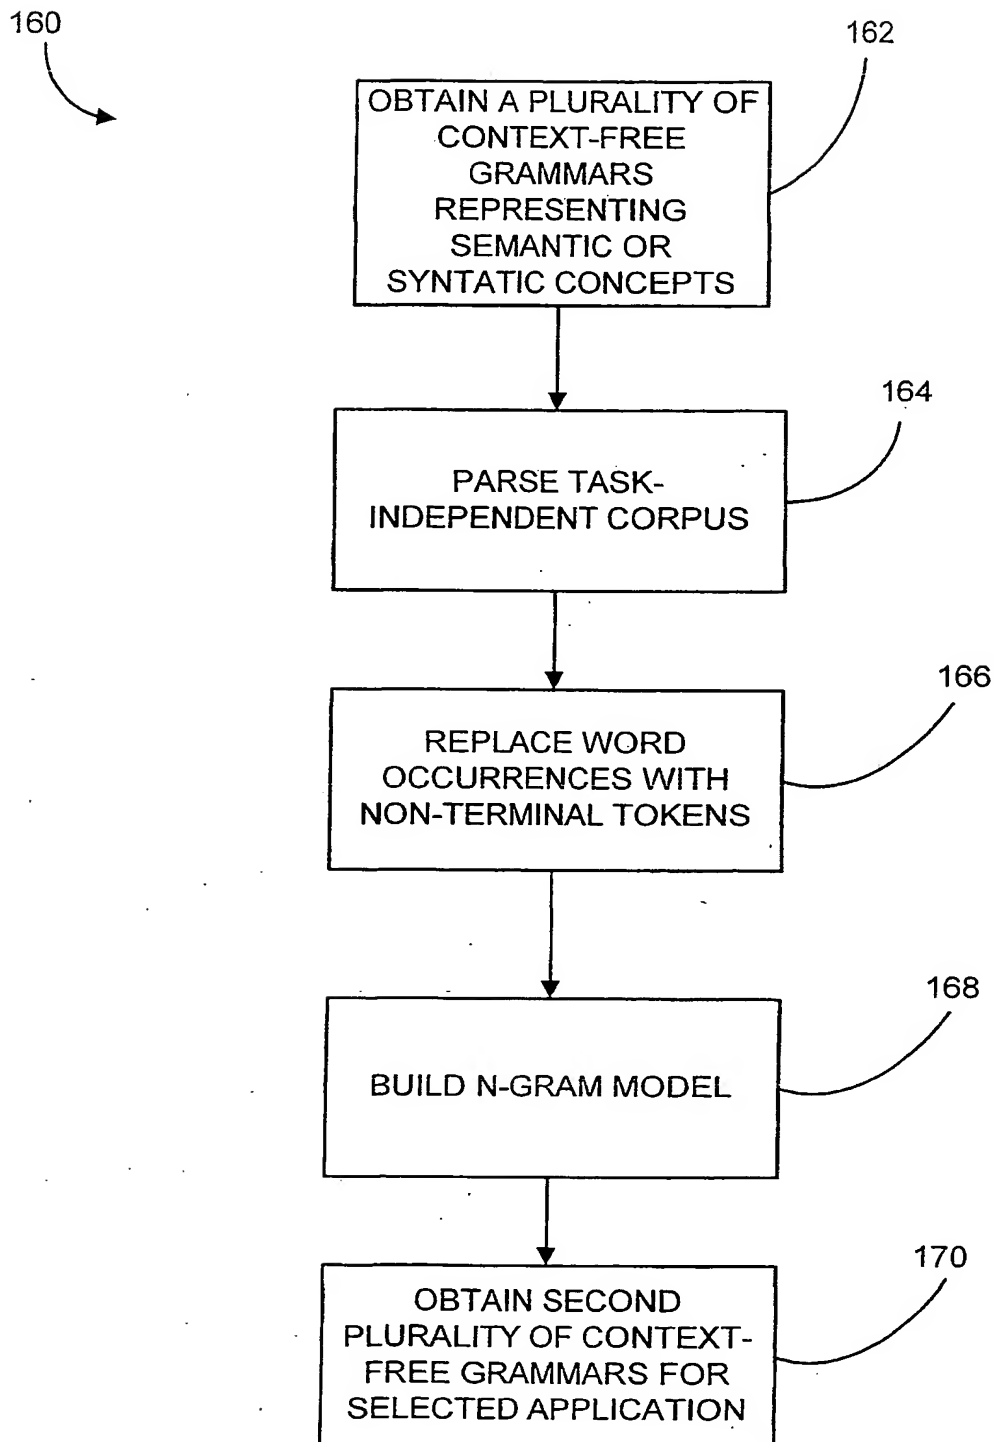 160
162
OBTAIN A PLURALITY OF
CONTEXT-FREE
GRAMMARS
REPRESENTING
SEMANTIC OR
SYNTATIC CONCEPTS
164
PARSE TASK-
INDEPENDENT CORPUS
166
REPLACE WORD
OCCURRENCES WITH
NON-TERMINAL TOKENS
168
BUILD N-GRAM MODEL
170
OBTAIN SECOND
PLURALITY OF CONTEXT-
FREE GRAMMARS FOR
SELECTED APPLICATION